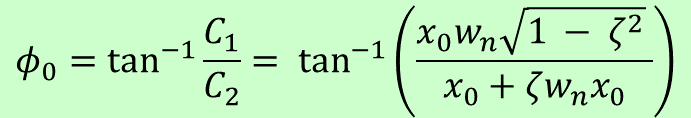 ϕ₀ = tan⁻¹ C₁/C₂ = tan⁻¹ ( x₀wₙ√(1 − ζ²) / (x₀ + ζwₙx₀) )